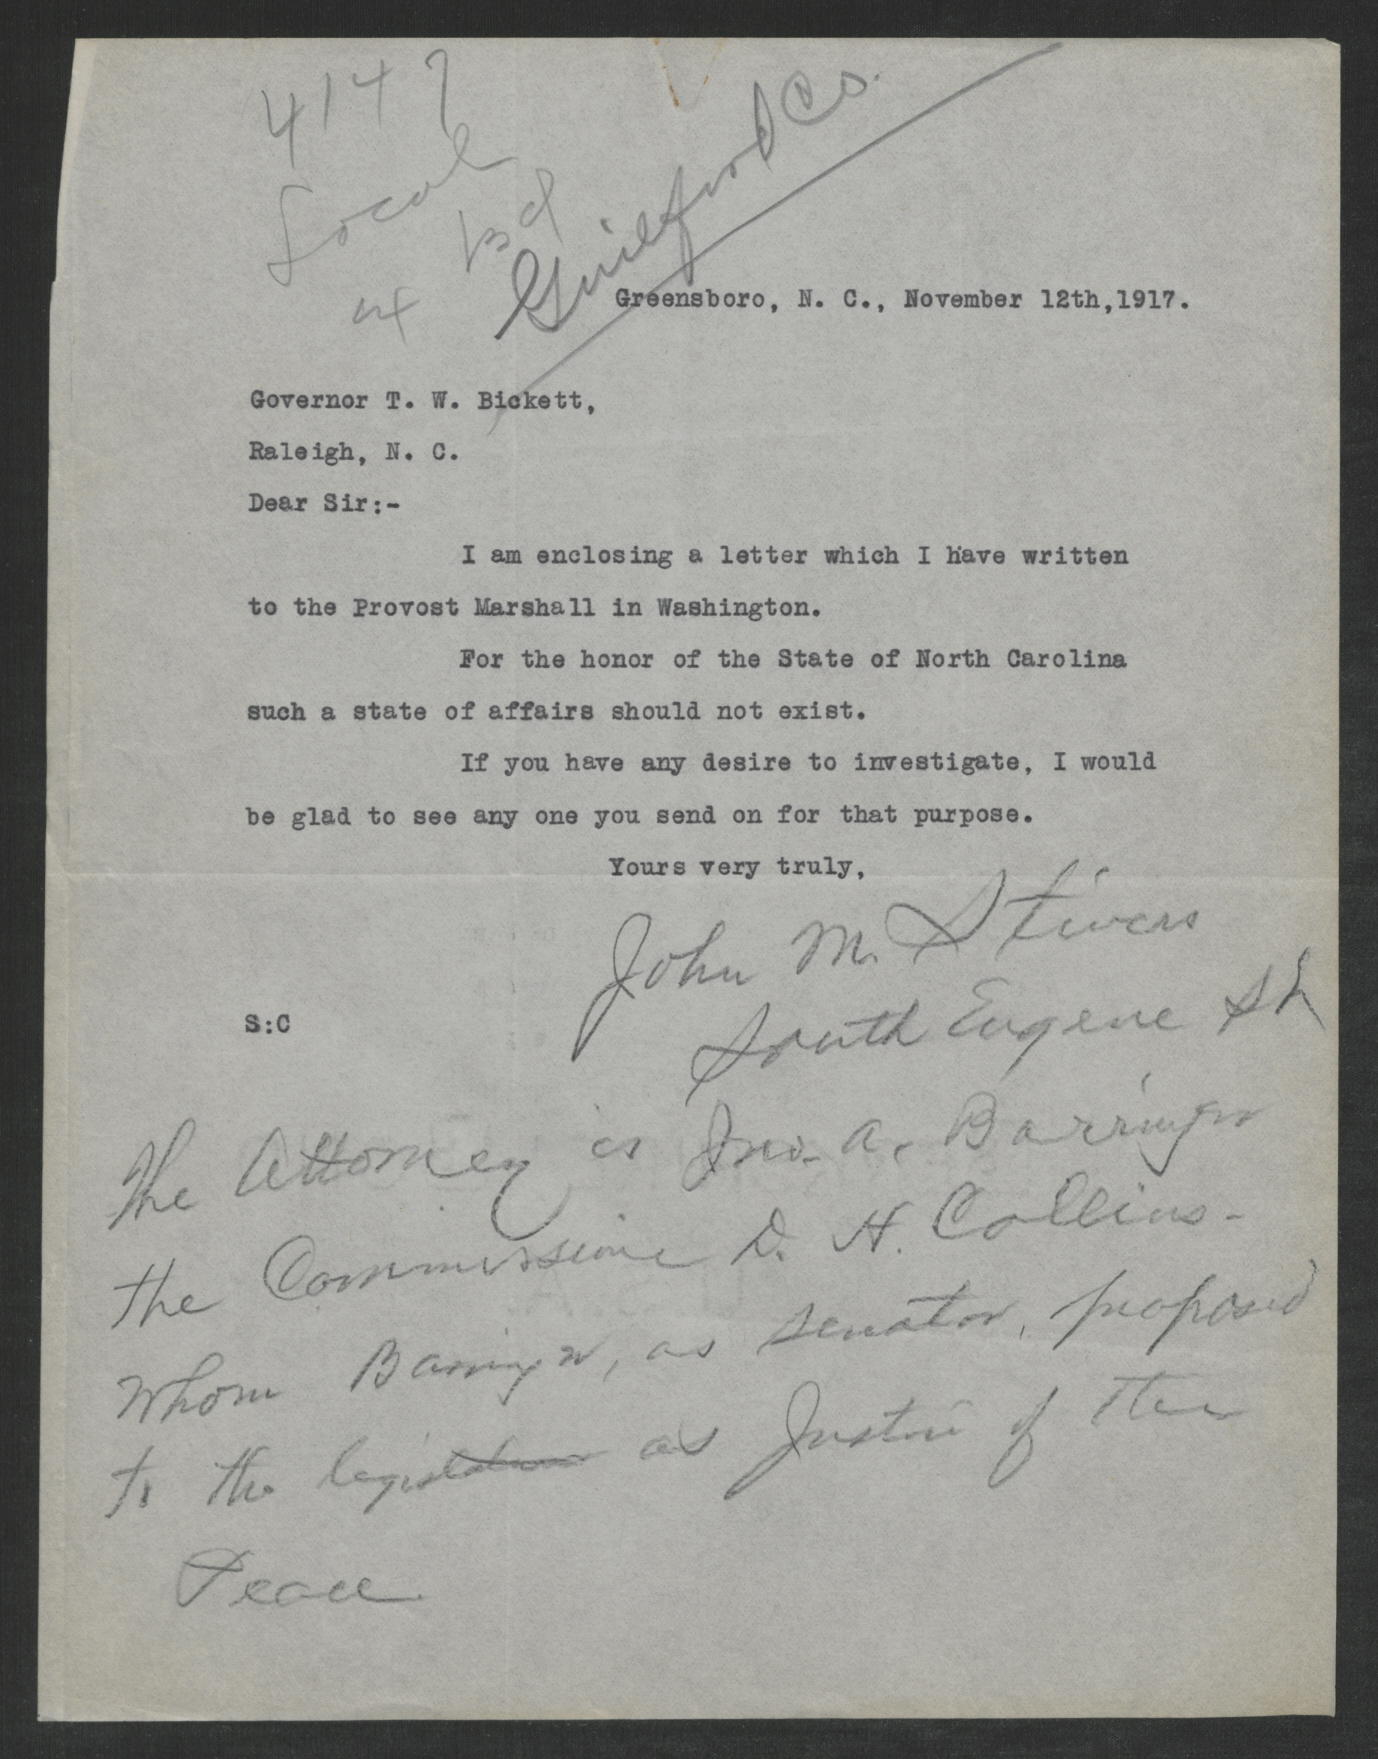 4147
Local
bd
of
Guilford Co.
Greensboro, N. C., November 12th,1917.
Governor T. W. Bickett,
Raleigh, N. C.
Dear Sir:-
I am enclosing a letter which I have written
to the Provost Marshall in Washington.
For the honor of the State of North Carolina
such a state of affairs should not exist.
If you have any desire to investigate, I would
be glad to see any one you send on for that purpose.
Yours very truly,
John M. Stivers
South Eugene St
S:C
The Attorney is Jno. A. Barringer
the Commissione D. H. Collins-
whom Barringer, as senator, proposed
to the legislature as Justice of the
Peace